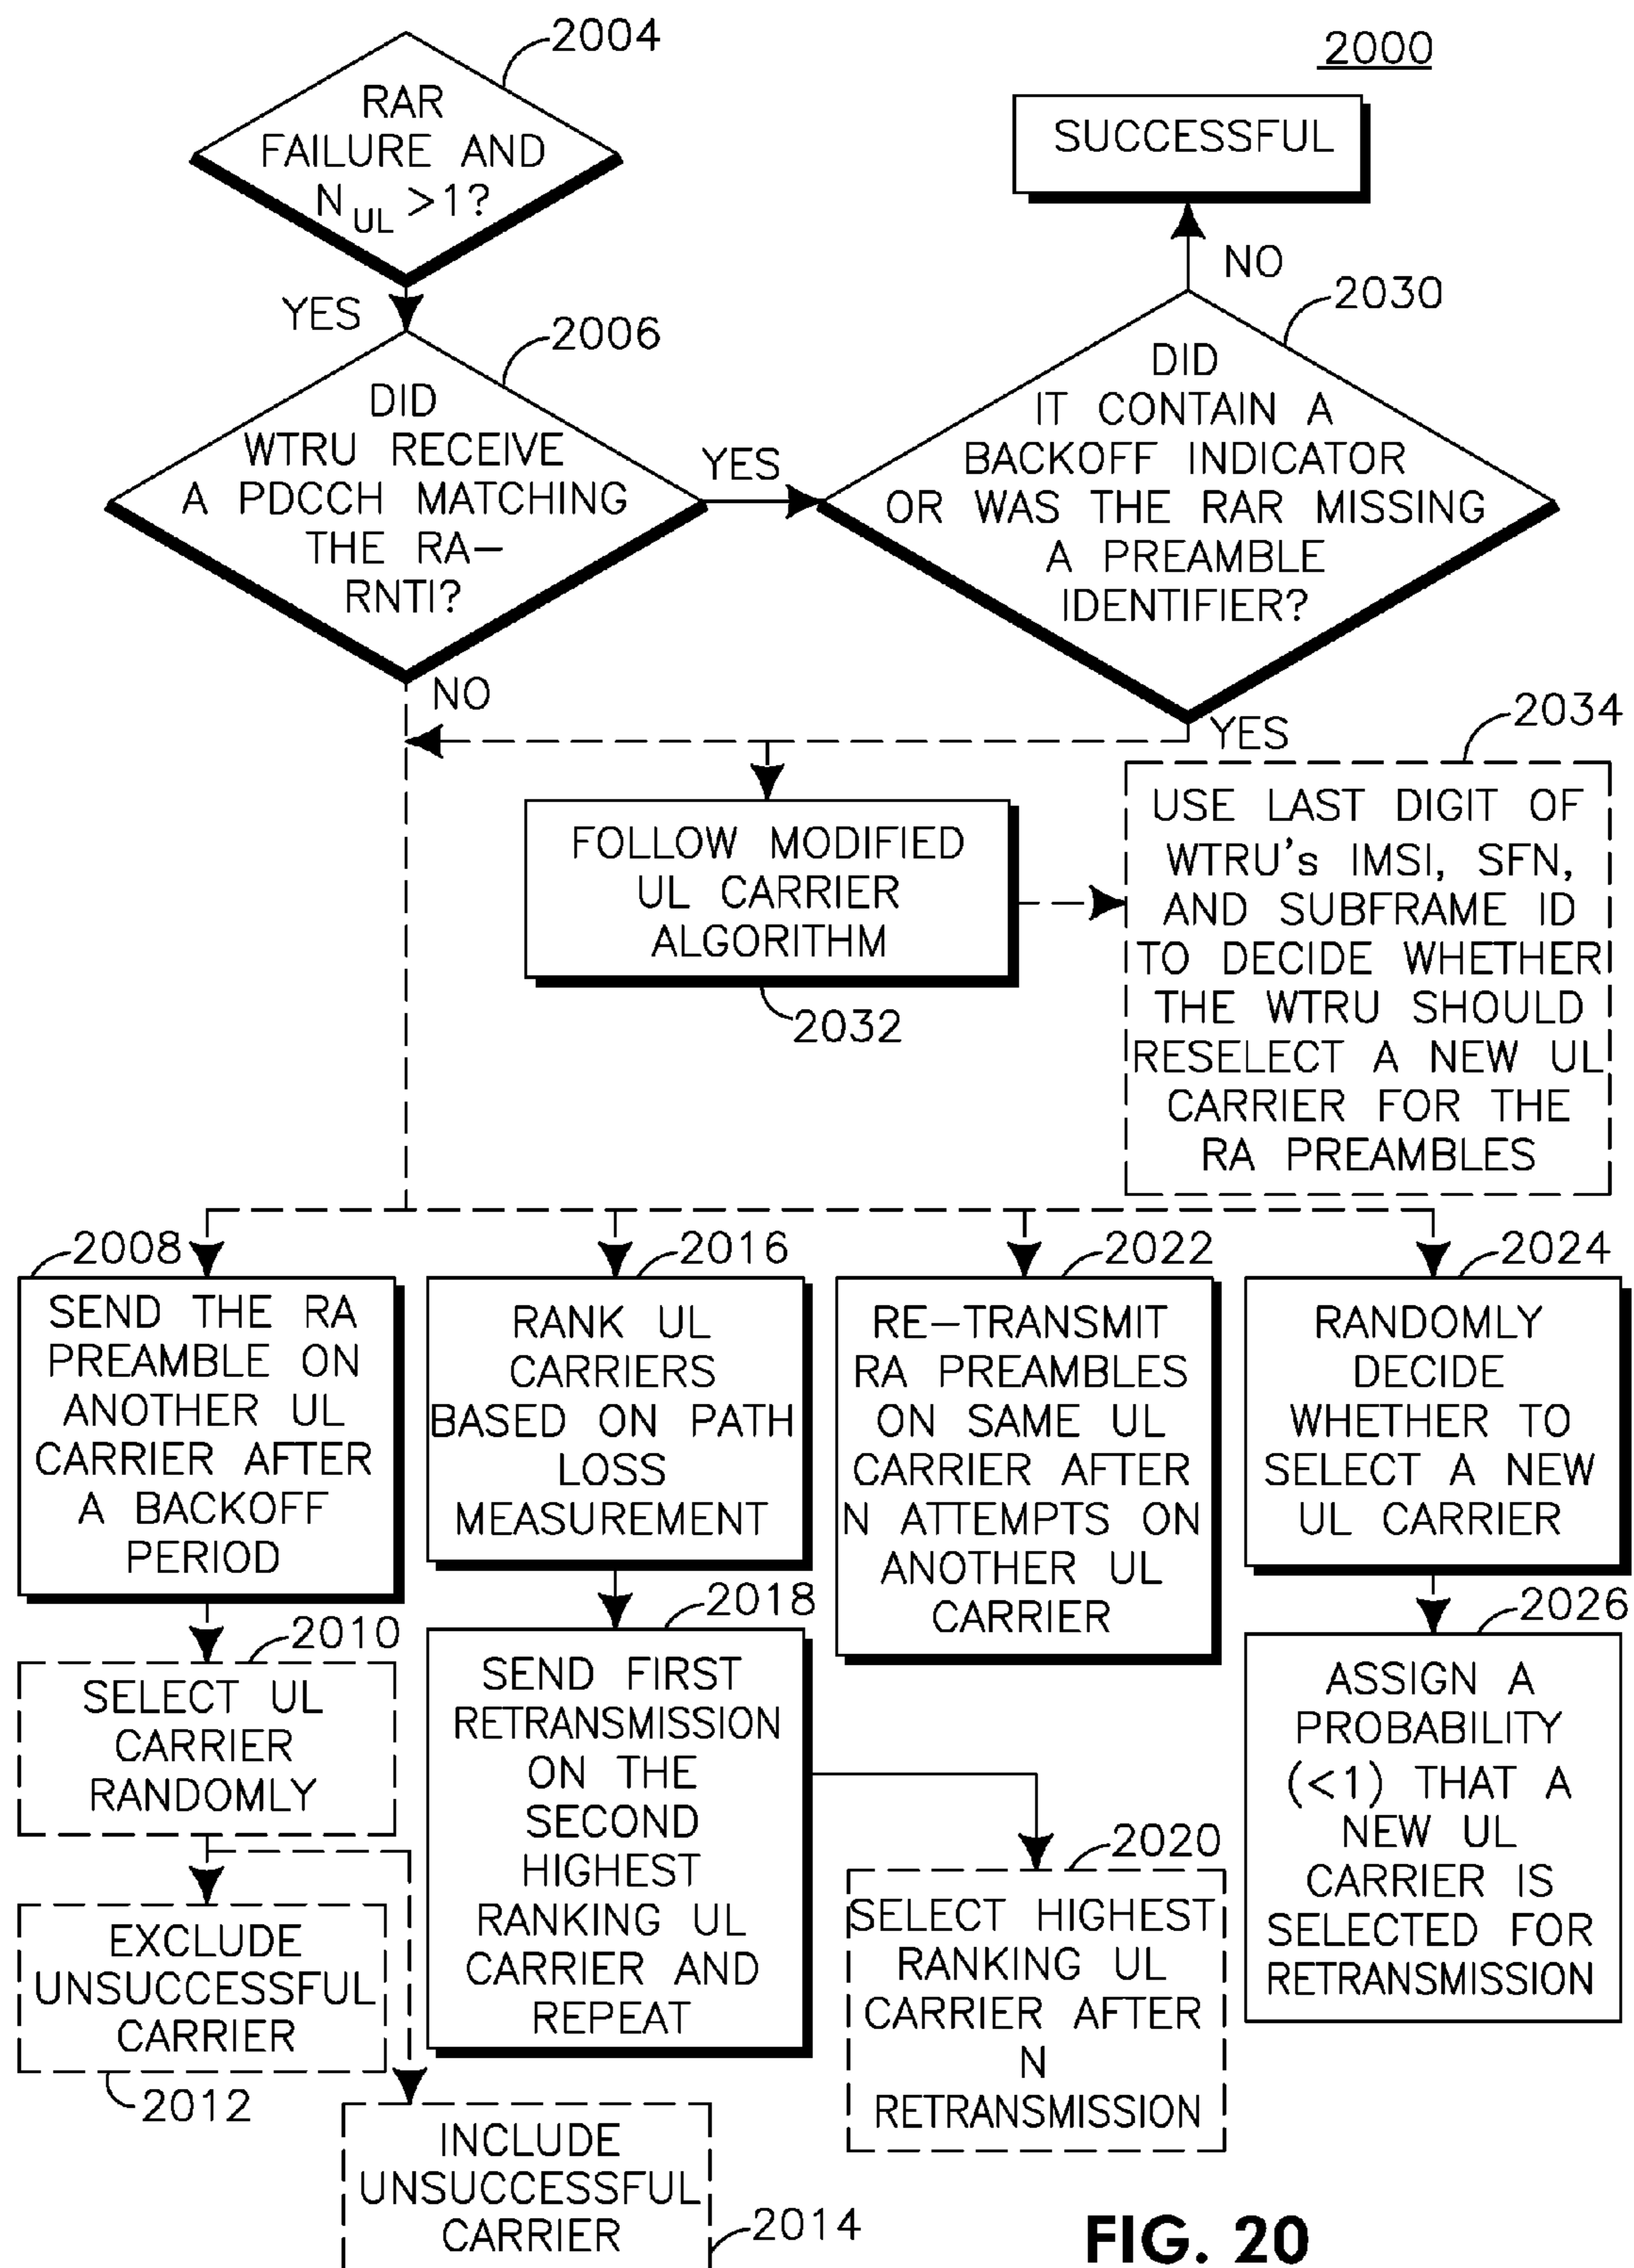 2004
2000
RAR
FAILURE AND
N UL >1?
SUCCESSFUL
YES
NO
2006
2030
DID
WTRU RECEIVE
A PDCCH MATCHING
THE RA-
RNTI?
YES
DID
IT CONTAIN A
BACKOFF INDICATOR
OR WAS THE RAR MISSING
A PREAMBLE
IDENTIFIER?
NO
YES
2034
FOLLOW MODIFIED
UL CARRIER
ALGORITHM
2032
USE LAST DIGIT OF
WTRU's IMSI, SFN,
AND SUBFRAME ID
TO DECIDE WHETHER
THE WTRU SHOULD
RESELECT A NEW UL
CARRIER FOR THE
RA PREAMBLES
2008
2016
2022
2024
SEND THE RA
PREAMBLE ON
ANOTHER UL
CARRIER AFTER
A BACKOFF
PERIOD
RANK UL
CARRIERS
BASED ON PATH
LOSS
MEASUREMENT
RE-TRANSMIT
RA PREAMBLES
ON SAME UL
CARRIER AFTER
N ATTEMPTS ON
ANOTHER UL
CARRIER
RANDOMLY
DECIDE
WHETHER TO
SELECT A NEW
UL CARRIER
2010
2018
2026
SELECT UL
CARRIER
RANDOMLY
SEND FIRST
RETRANSMISSION
ON THE
SECOND
HIGHEST
RANKING UL
CARRIER AND
REPEAT
ASSIGN A
PROBABILITY
(<1) THAT A
NEW UL
CARRIER IS
SELECTED FOR
RETRANSMISSION
2020
EXCLUDE
UNSUCCESSFUL
CARRIER
2012
SELECT HIGHEST
RANKING UL
CARRIER AFTER
N
RETRANSMISSION
INCLUDE
UNSUCCESSFUL
CARRIER
2014
FIG. 20